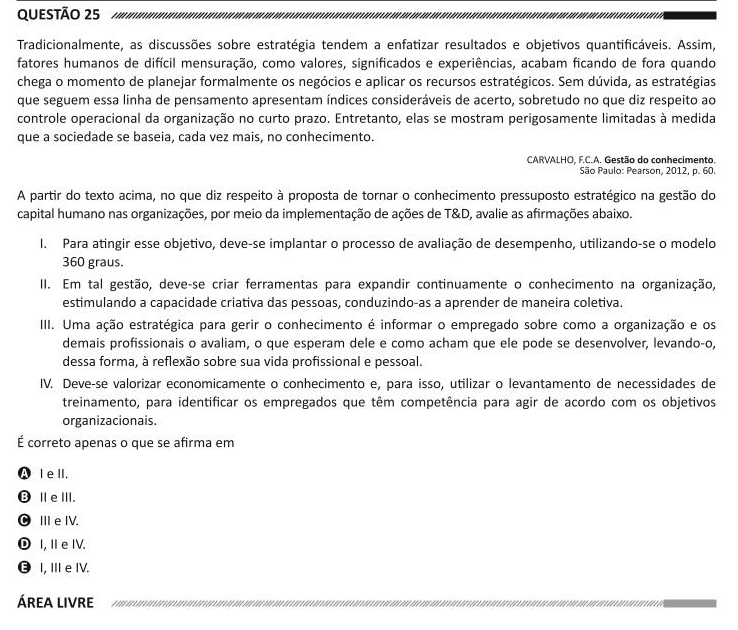 QUESTÃO 25
Tradicionalmente, as discussões sobre estratégia tendem a enfatizar resultados e objetivos quantificáveis. Assim,
fatores humanos de difícil mensuração, como valores, significados e experiências, acabam ficando de fora quando
chega o momento de planejar formalmente os negócios e aplicar os recursos estratégicos. Sem dúvida, as estratégias
que seguem essa linha de pensamento apresentam índices consideráveis de acerto, sobretudo no que diz respeito ao
controle operacional da organização no curto prazo. Entretanto, elas se mostram perigosamente limitadas à medida
que a sociedade se baseia, cada vez mais, no conhecimento.
CARVALHO, F.C.A. Gestão do conhecimento.
São Paulo: Pearson, 2012, p. 60.
A partir do texto acima, no que diz respeito à proposta de tornar o conhecimento pressuposto estratégico na gestão do
capital humano nas organizações, por meio da implementação de ações de T&D, avalie as afirmações abaixo.
I. Para atingir esse objetivo, deve-se implantar o processo de avaliação de desempenho, utilizando-se o modelo
360 graus.
II. Em tal gestão, deve-se criar ferramentas para expandir continuamente o conhecimento na organização,
estimulando a capacidade criativa das pessoas, conduzindo-as a aprender de maneira coletiva.
III. Uma ação estratégica para gerir o conhecimento é informar o empregado sobre como a organização e os
demais profissionais o avaliam, o que esperam dele e como acham que ele pode se desenvolver, levando-o,
dessa forma, à reflexão sobre sua vida profissional e pessoal.
IV. Deve-se valorizar economicamente o conhecimento e, para isso, utilizar o levantamento de necessidades de
treinamento, para identificar os empregados que têm competência para agir de acordo com os objetivos
organizacionais.
É correto apenas o que se afirma em
A I e II.
B II e III.
C III e IV.
D I, II e IV.
E I, III e IV.
ÁREA LIVRE